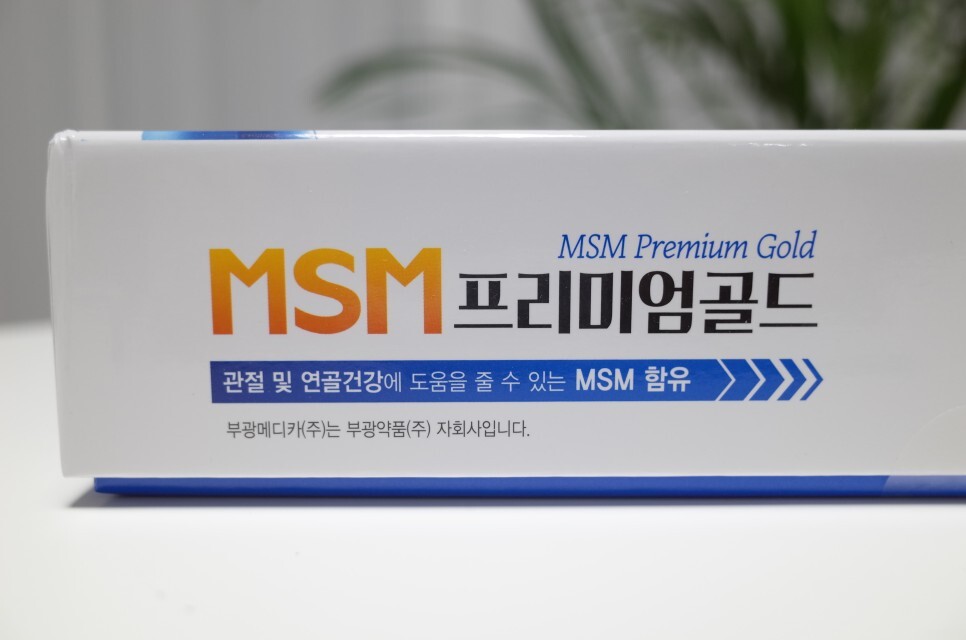 MSM Premium Gold
MSM 프리미엄골드
관절 및 연골건강에 도움을 줄 수 있는 MSM 함유
부광메디카(주)는 부광약품(주) 자회사입니다.